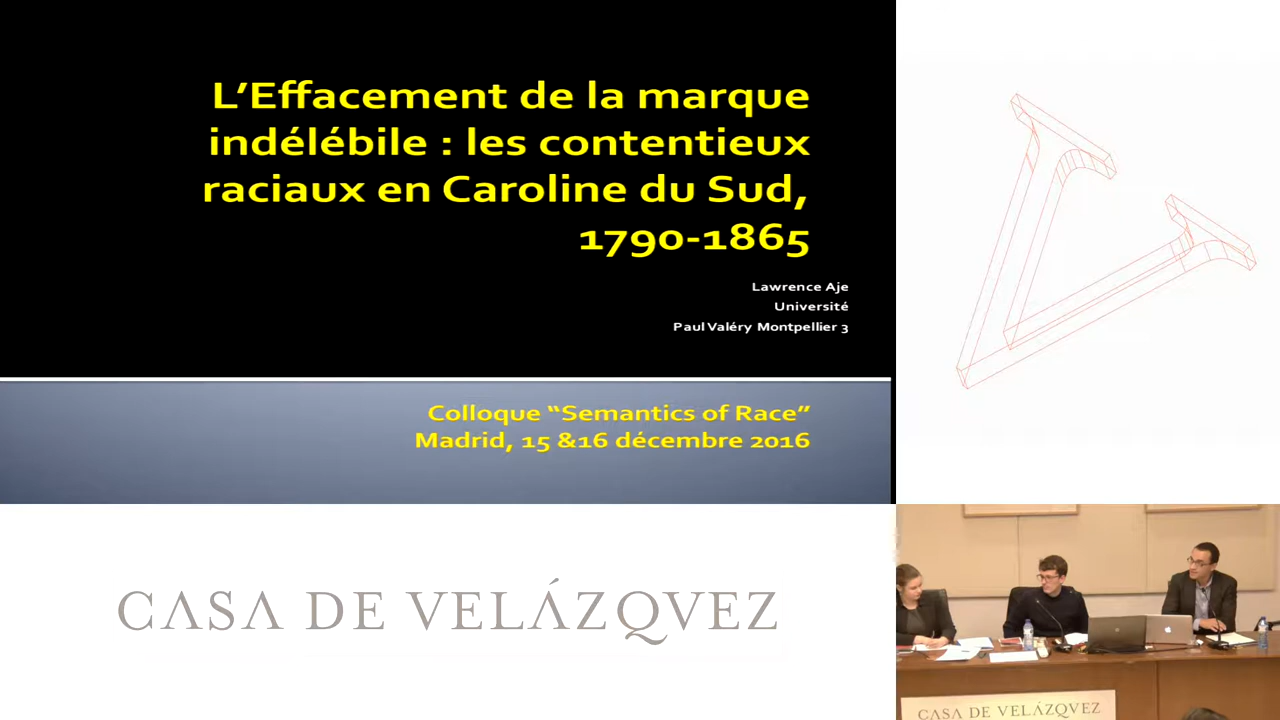 L'Effacement de la marque
indélébile : les contentieux
raciaux en Caroline du Sud,
1790-1865
Lawrence Aje
Université
Paul Valéry Montpellier 3
Colloque “Semantics of Race”
Madrid, 15 &16 décembre 2016
CASA DE VELÁZQVEZ
CASA DE VELÁZQVEZ